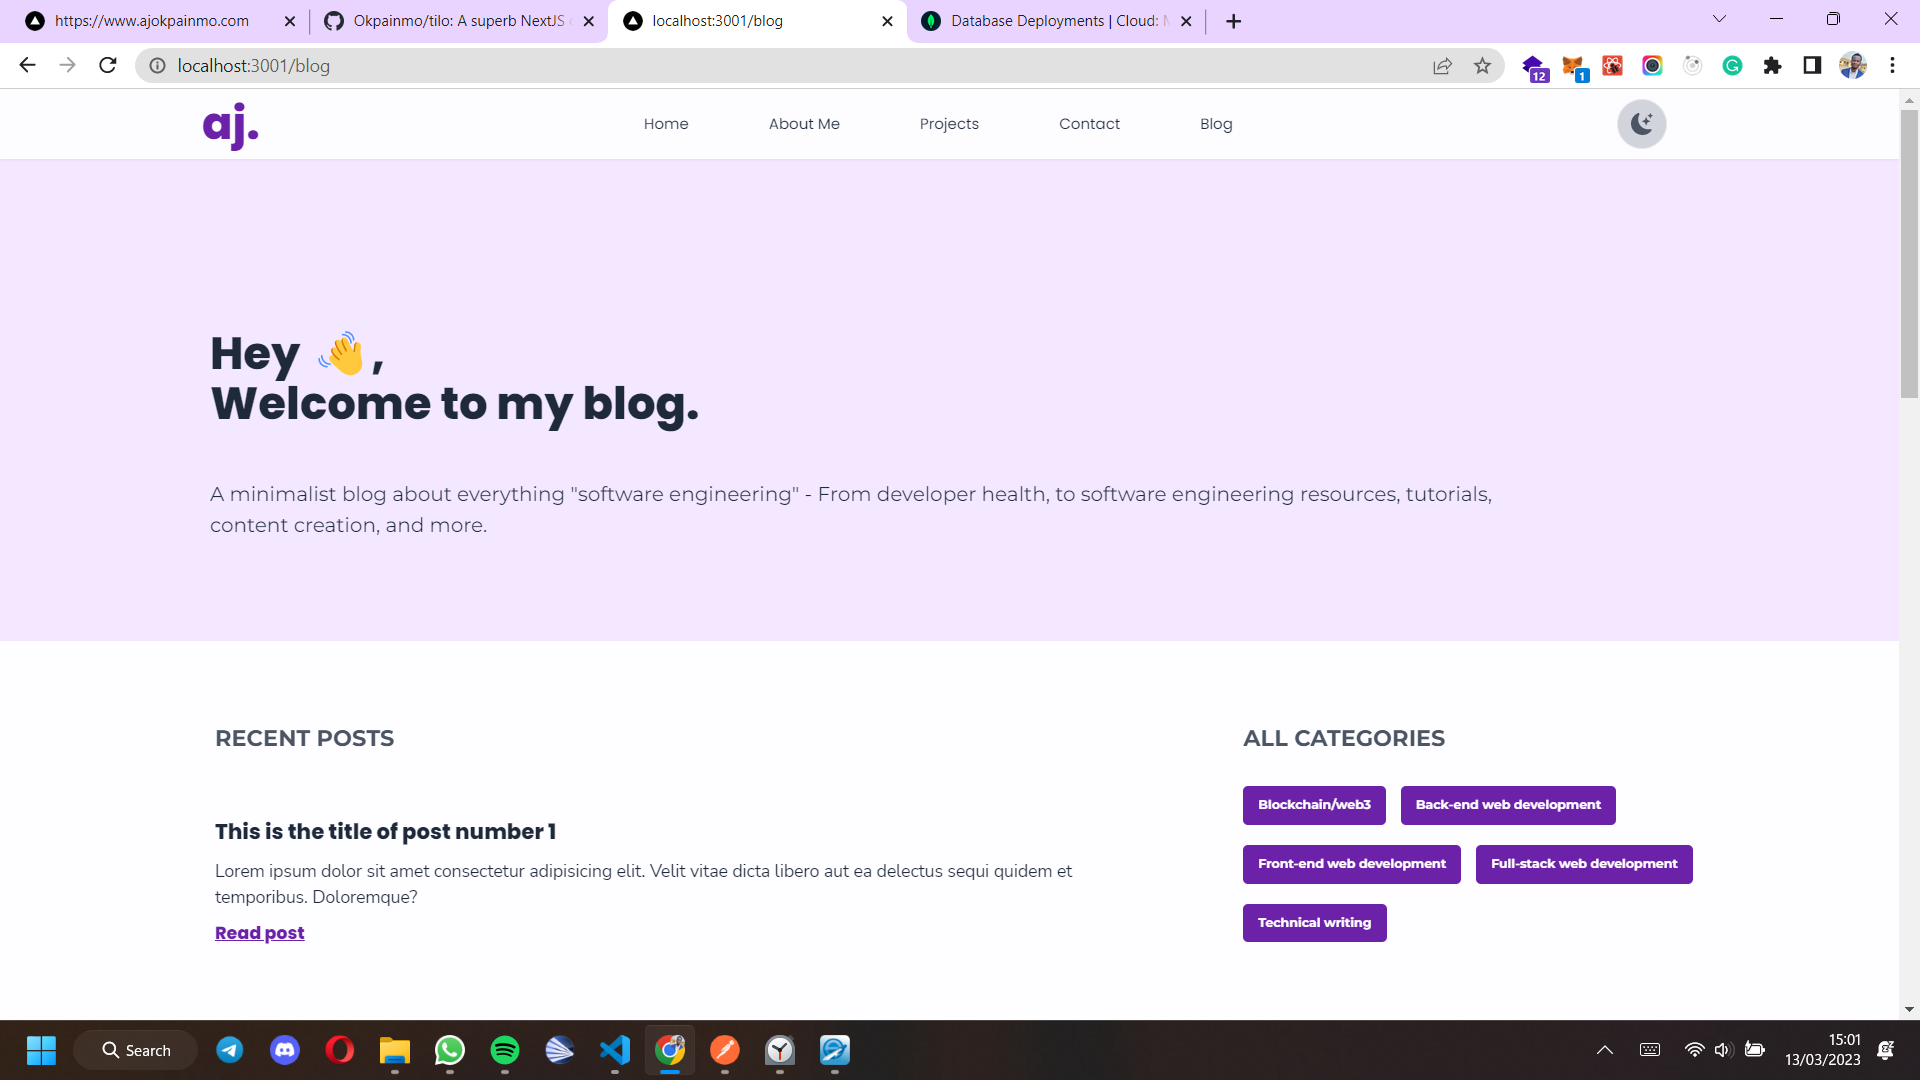 https://www.ajokpainmo.com
Okpainmo/tilo: A superb NextJS
localhost:3001/blog
Database Deployments | Cloud:
localhost:3001/blog
12
1
aj.
Home
About Me
Projects
Contact
Blog
Hey 👋,
Welcome to my blog.
A minimalist blog about everything "software engineering" - From developer health, to software engineering resources, tutorials,
content creation, and more.
RECENT POSTS
This is the title of post number 1
Lorem ipsum dolor sit amet consectetur adipisicing elit. Velit vitae dicta libero aut ea delectus sequi quidem et
temporibus. Doloremque?
Read post
ALL CATEGORIES
Blockchain/web3
Back-end web development
Front-end web development
Full-stack web development
Technical writing
Search
15:01
13/03/2023